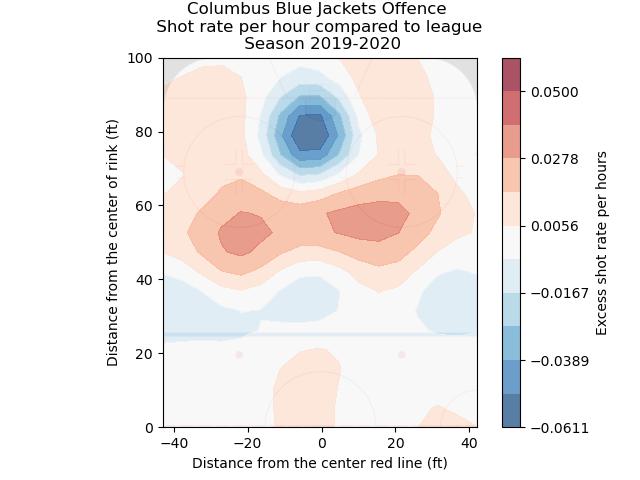 Columbus Blue Jackets Offence
Shot rate per hour compared to league
Season 2019-2020
100
80
60
40
20
0
Distance from the center of rink (ft)
−40
−20
0
20
40
Distance from the center red line (ft)
0.0500
0.0278
0.0056
−0.0167
−0.0389
−0.0611
Excess shot rate per hours